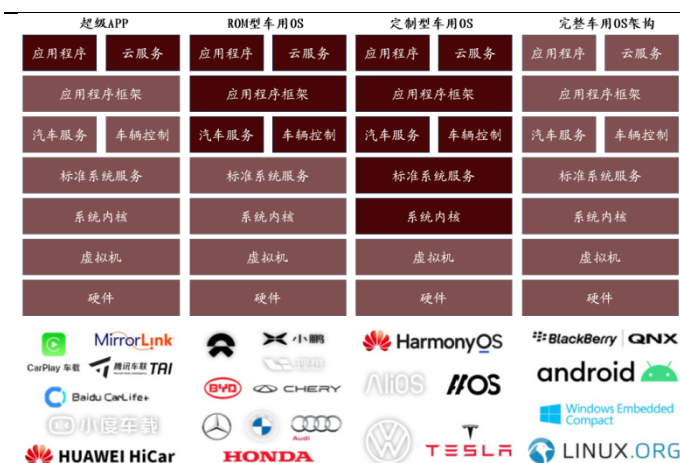 超级APP ROM型车用OS 定制型车用OS 完整车用OS架构
应用程序 云服务 应用程序 云服务 应用程序 云服务 应用程序 云服务
应用程序框架 应用程序框架 应用程序框架 应用程序框架
汽车服务 车辆控制 汽车服务 车辆控制 汽车服务 车辆控制 汽车服务 车辆控制
标准系统服务 标准系统服务 标准系统服务 标准系统服务
系统内核 系统内核 系统内核 系统内核
虚拟机 虚拟机 虚拟机 虚拟机
硬件 硬件 硬件 硬件
MirrorLink 小鹏 HarmonyOS BlackBerry QNX
CarPlay 车载 腾讯车联 TAI 理想 android
Baidu CarLife+ BYD CHERY AliOS //OS
Windows Embedded Compact
小度车载 Audi
HUAWEI HiCar HONDA TESLA LINUX.ORG